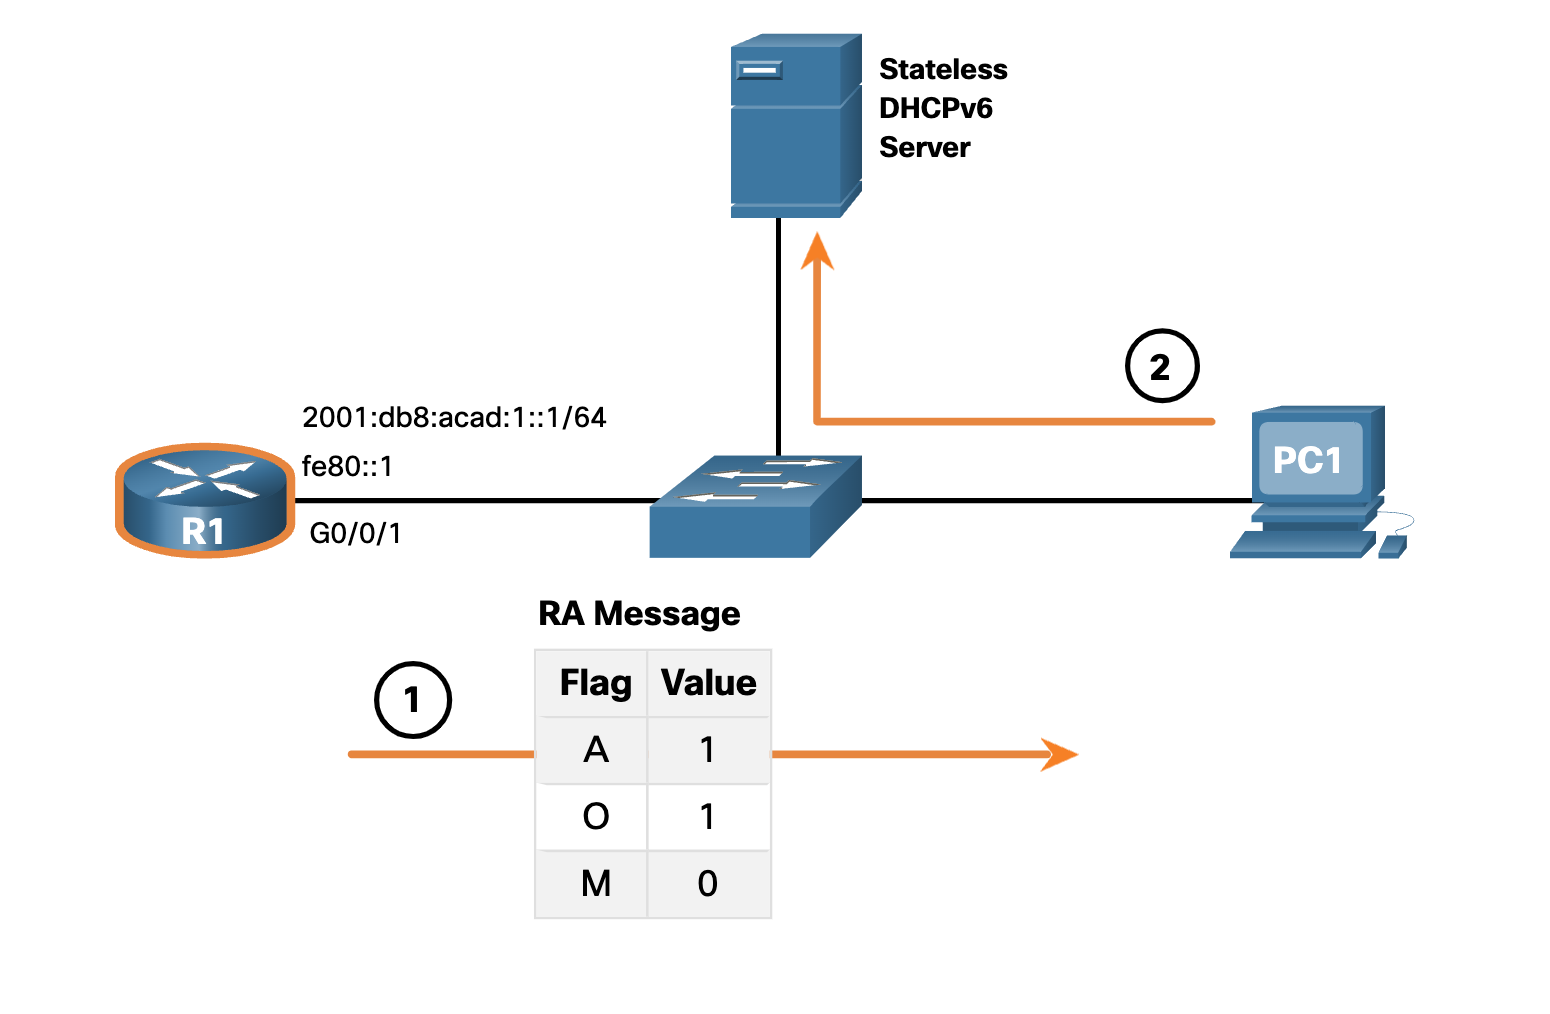 Stateless
DHCPv6
Server
2
2001:db8:acad:1::1/64
fe80::1
PC1
R1
G0/0/1
RA Message
1
Flag Value
A 1
O 1
M 0